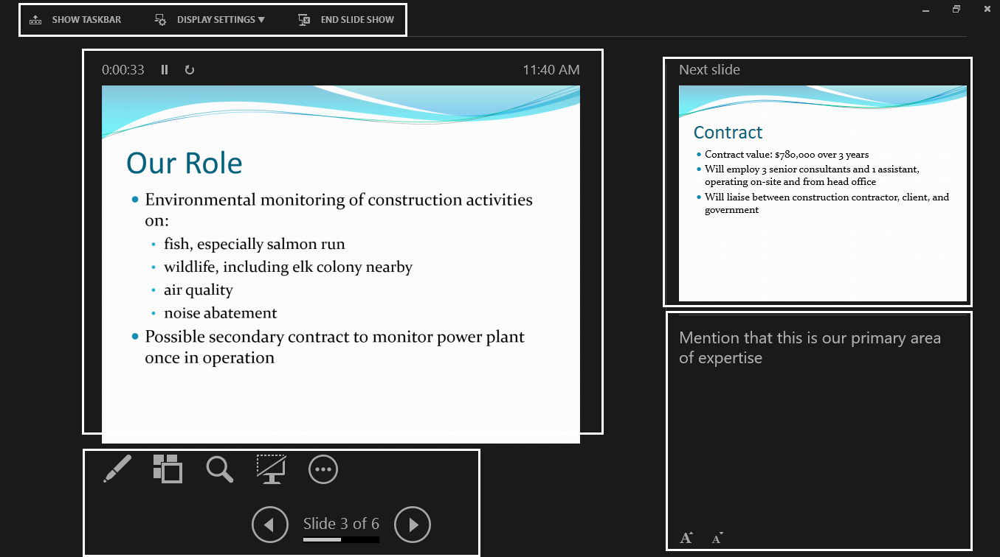 SHOW TASKBAR DISPLAY SETTINGS ▼ END SLIDE SHOW
0:00:33 11:40 AM
Our Role
• Environmental monitoring of construction activities
on:
• fish, especially salmon run
• wildlife, including elk colony nearby
• air quality
• noise abatement
• Possible secondary contract to monitor power plant
once in operation
Slide 3 of 6
Next slide
Contract
• Contract value: $780,000 over 3 years
• Will employ 3 senior consultants and 1 assistant,
operating on-site and from head office
• Will liaise between construction contractor, client, and
government
Mention that this is our primary area
of expertise
A A